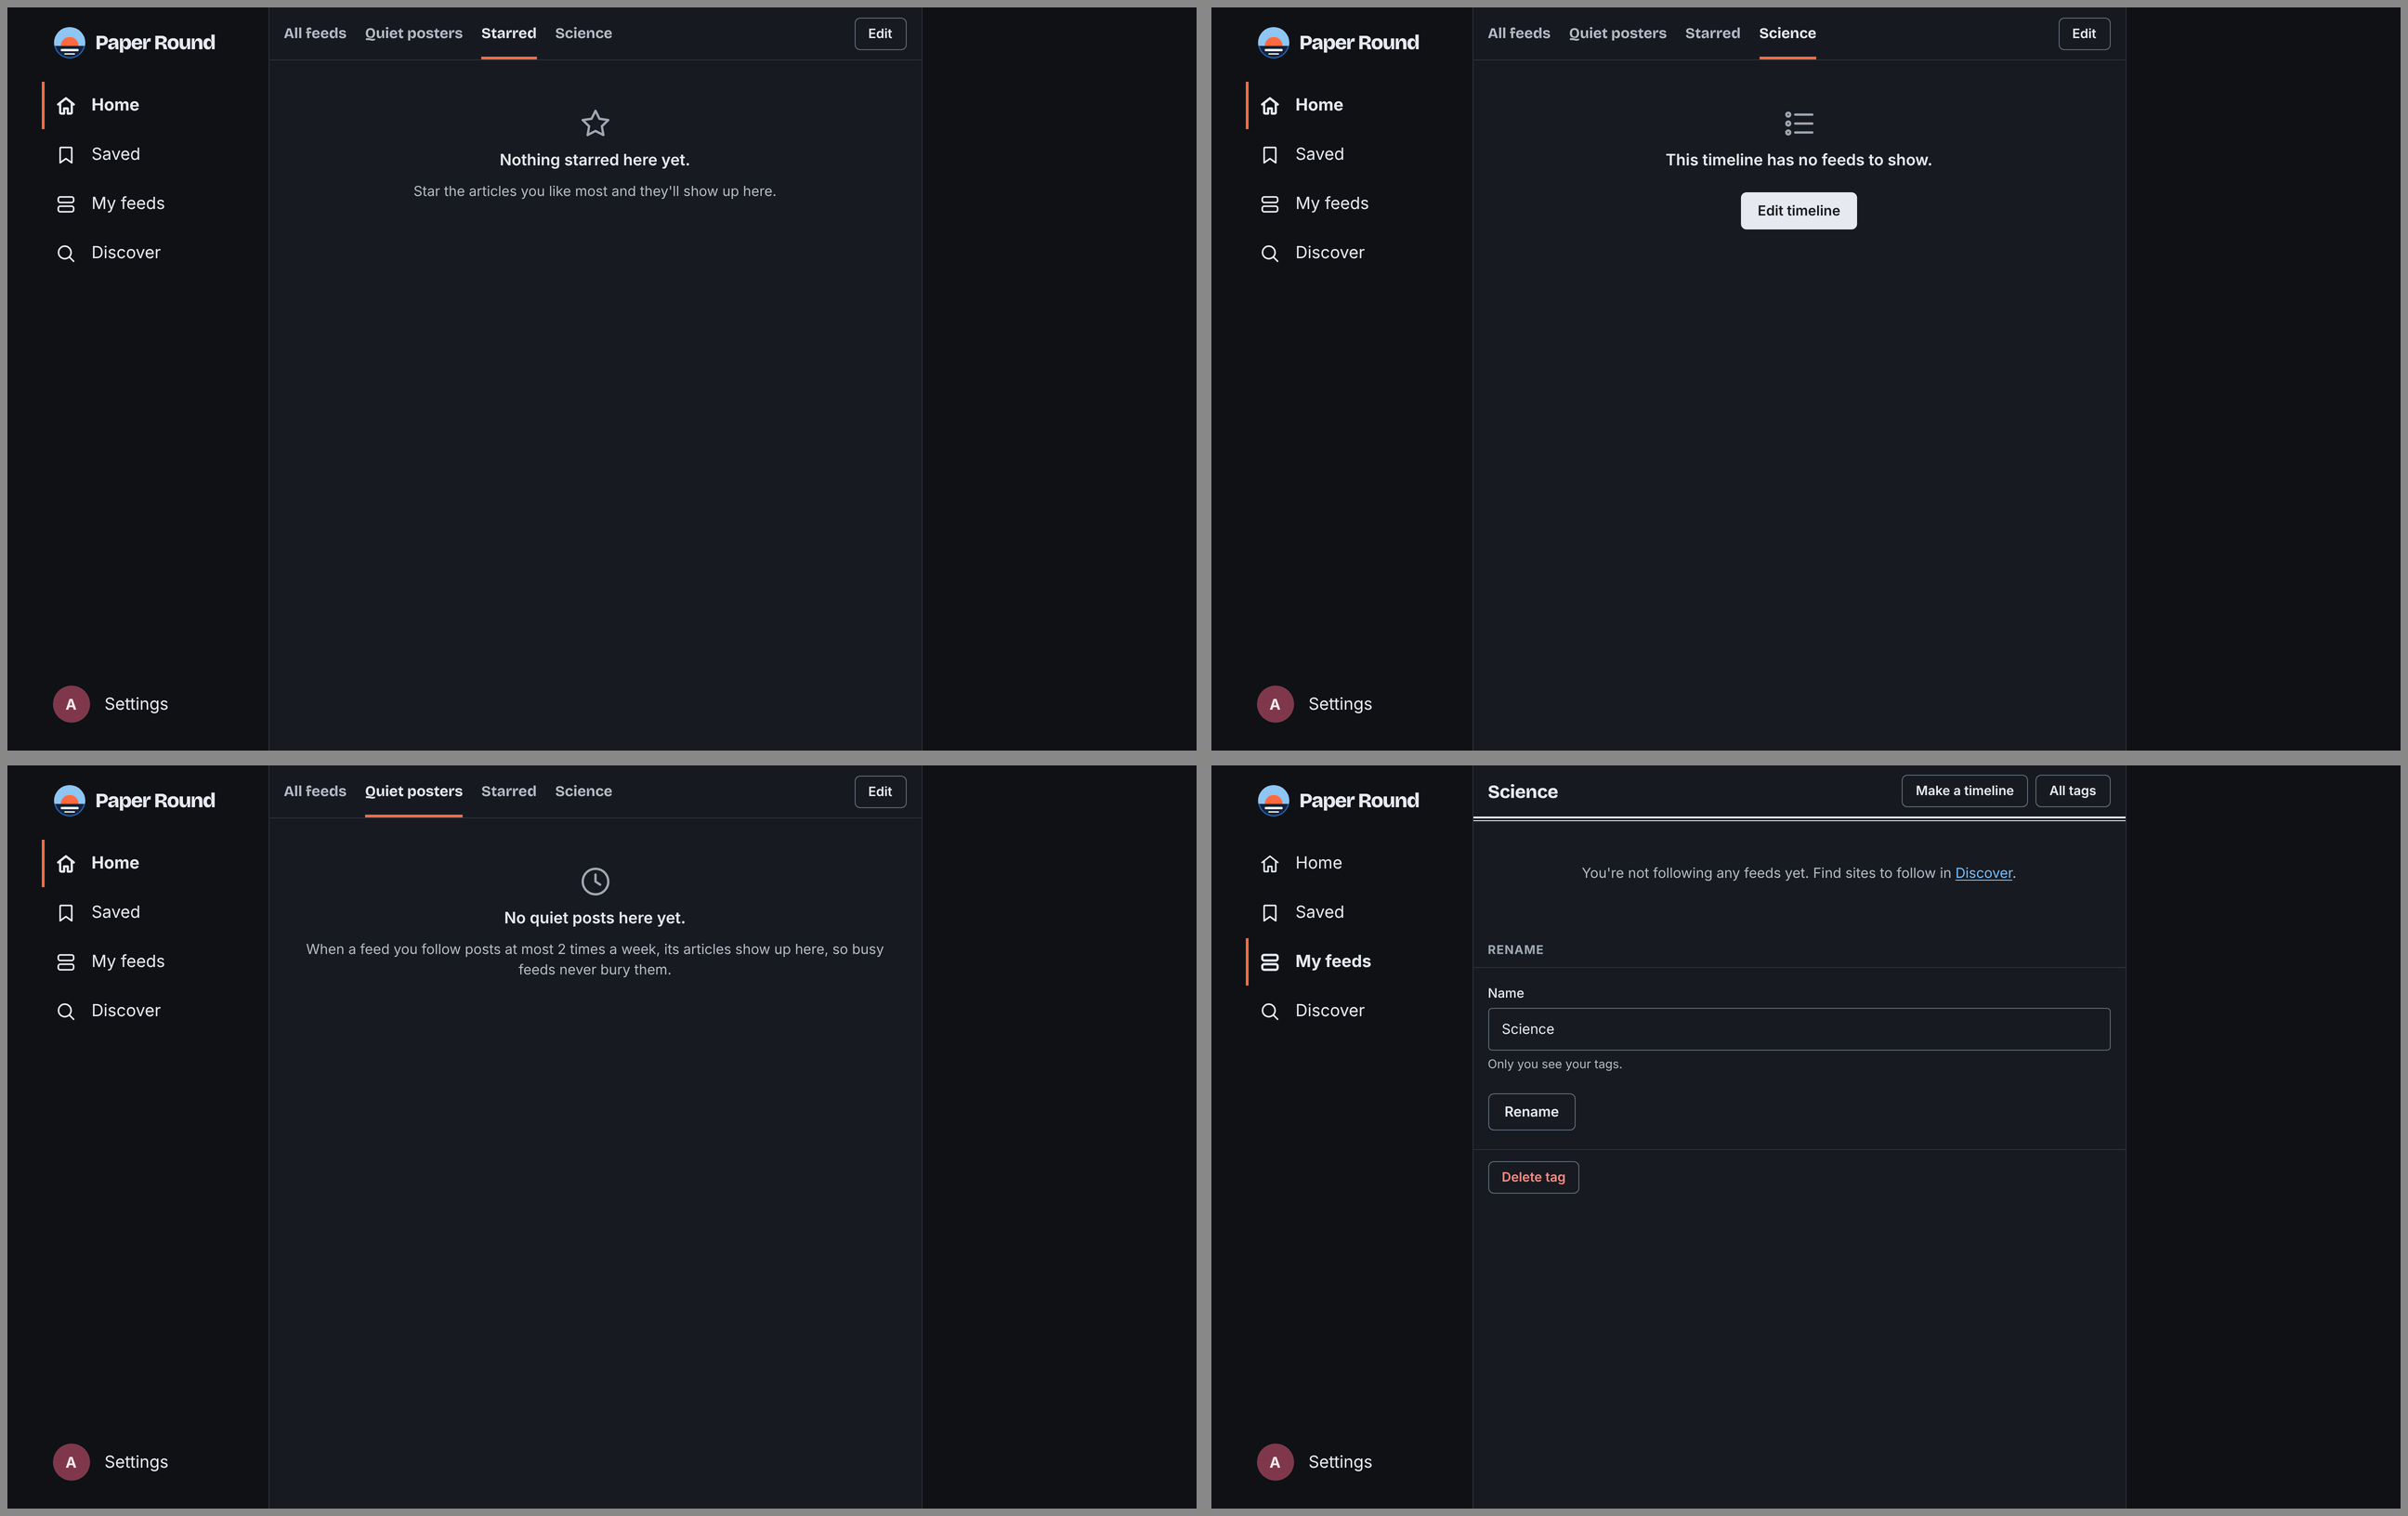 Paper Round
Home
Saved
My feeds
Discover
A Settings
All feeds Quiet posters Starred Science Edit
Nothing starred here yet.
Star the articles you like most and they'll show up here.
Paper Round
Home
Saved
My feeds
Discover
A Settings
All feeds Quiet posters Starred Science Edit
This timeline has no feeds to show.
Edit timeline
Paper Round
Home
Saved
My feeds
Discover
A Settings
All feeds Quiet posters Starred Science Edit
No quiet posts here yet.
When a feed you follow posts at most 2 times a week, its articles show up here, so busy
feeds never bury them.
Paper Round
Home
Saved
My feeds
Discover
A Settings
Science Make a timeline All tags
You're not following any feeds yet. Find sites to follow in Discover.
RENAME
Name
Science
Only you see your tags.
Rename
Delete tag